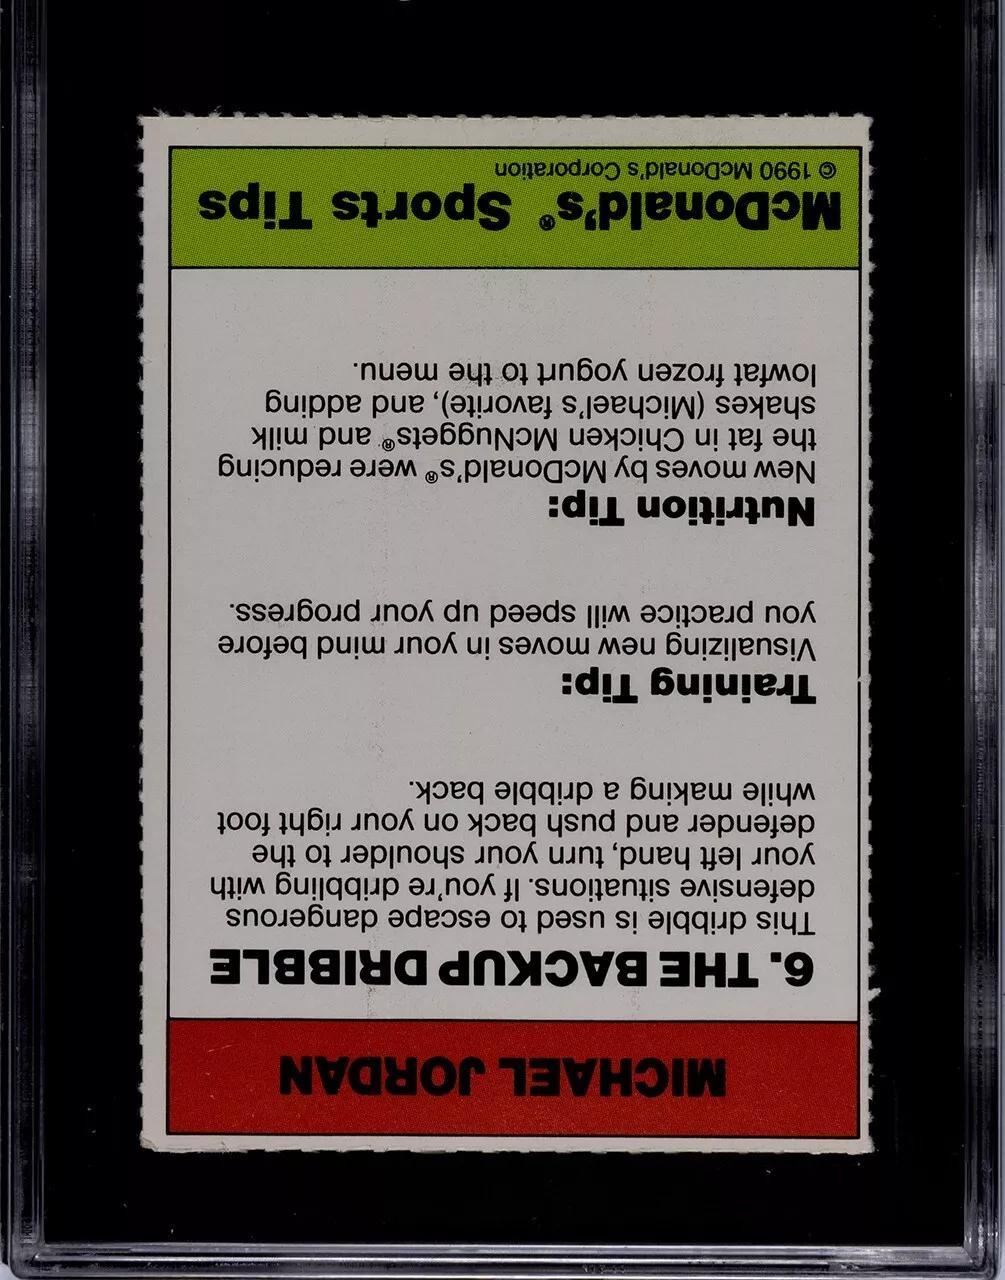 MICHAEL JORDAN
6. THE BACKUP DRIBBLE
This dribble is used to escape dangerous
defensive situations. If you're dribbling with
your left hand, turn your shoulder to the
defender and push back on your right foot
while making a dribble back.
Training Tip:
Visualizing new moves in your mind before
you practice will speed up your progress.
Nutrition Tip:
New moves by McDonald's® were reducing
the fat in Chicken McNuggets® and milk
shakes (Michael's favorite), and adding
lowfat frozen yogurt to the menu.
McDonald's® Sports Tips
© 1990 McDonald's Corporation